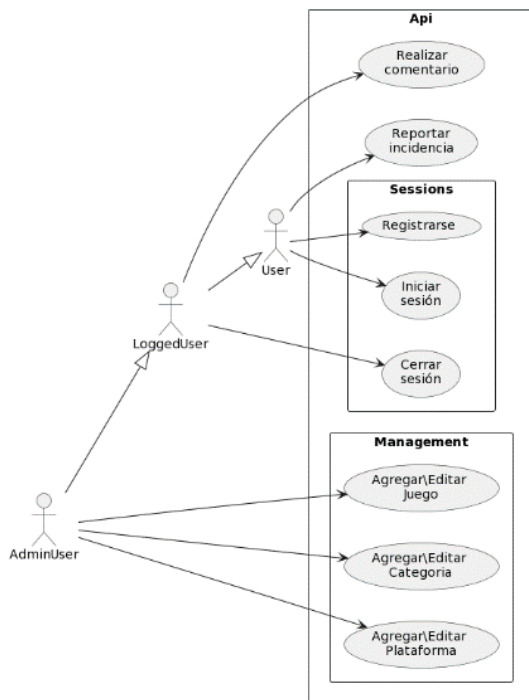 Api
Realizar
comentario
Reportar
incidencia
Sessions
Registrarse
User
Iniciar
sesión
LoggedUser
Cerrar
sesión
Management
Agregar\Editar
Juego
AdminUser
Agregar\Editar
Categoria
Agregar\Editar
Plataforma